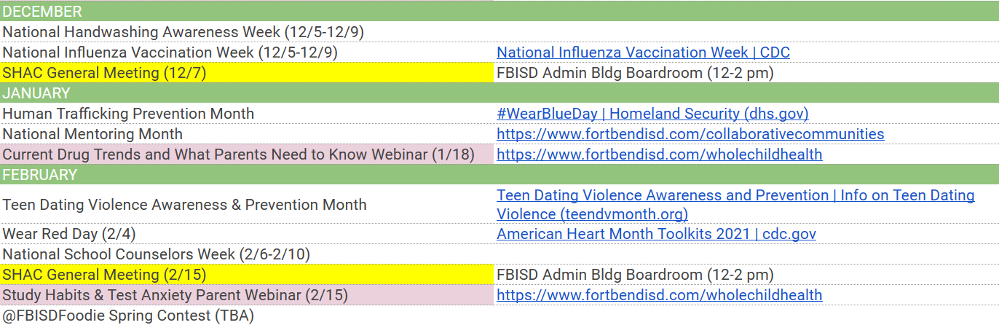 DECEMBER
National Handwashing Awareness Week (12/5-12/9)
National Influenza Vaccination Week (12/5-12/9) National Influenza Vaccination Week | CDC
SHAC General Meeting (12/7) FBISD Admin Bldg Boardroom (12-2 pm)
JANUARY
Human Trafficking Prevention Month #WearBlueDay | Homeland Security (dhs.gov)
National Mentoring Month https://www.fortbendisd.com/collaborativecommunities
Current Drug Trends and What Parents Need to Know Webinar (1/18) https://www.fortbendisd.com/wholechildhealth
FEBRUARY
Teen Dating Violence Awareness & Prevention Month Teen Dating Violence Awareness and Prevention | Info on Teen Dating
Violence (teendvmonth.org)
Wear Red Day (2/4) American Heart Month Toolkits 2021 | cdc.gov
National School Counselors Week (2/6-2/10)
SHAC General Meeting (2/15) FBISD Admin Bldg Boardroom (12-2 pm)
Study Habits & Test Anxiety Parent Webinar (2/15) https://www.fortbendisd.com/wholechildhealth
@FBISDFoodie Spring Contest (TBA)